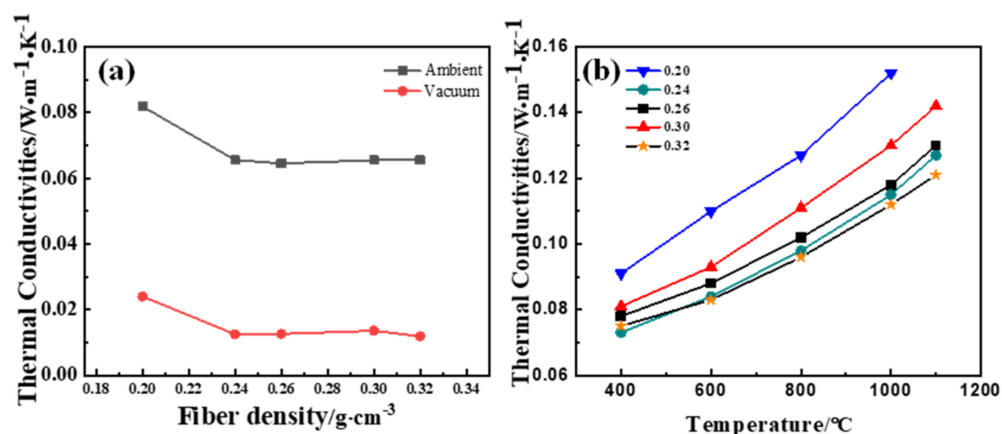 (a)
Ambient
Vacuum
0.10
0.08
0.06
0.04
0.02
0.00
0.18 0.20 0.22 0.24 0.26 0.28 0.30 0.32 0.34
Thermal Conductivities/W·m⁻¹·K⁻¹
Fiber density/g·cm⁻³
(b)
0.20
0.24
0.26
0.30
0.32
0.16
0.14
0.12
0.10
0.08
0.06
400 600 800 1000 1200
Thermal Conductivities/W·m⁻¹·K⁻¹
Temperature/℃